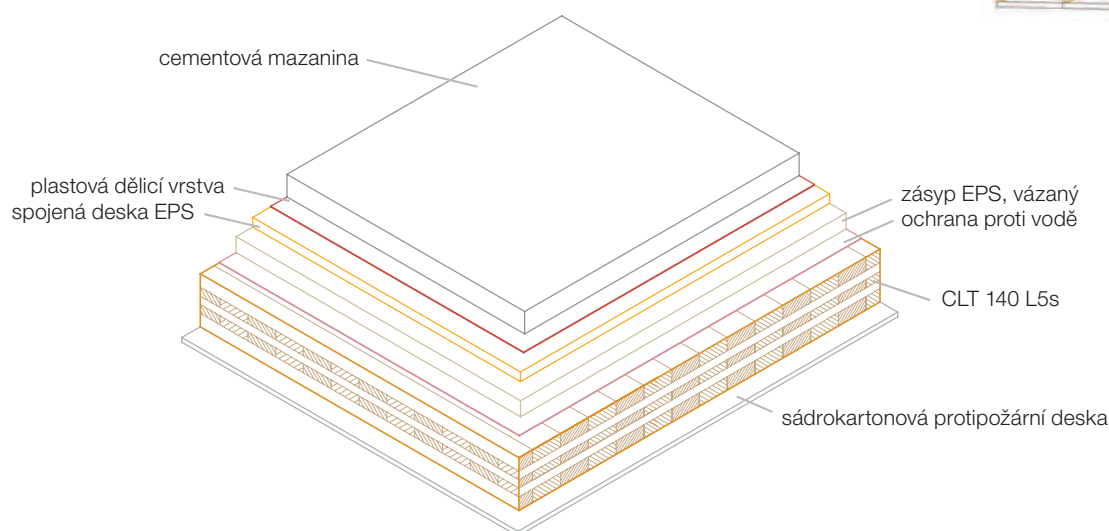 cementová mazanina
plastová dělicí vrstva
spojená deska EPS
zásyp EPS, vázaný
ochrana proti vodě
CLT 140 L5s
sádrokartonová protipožární deska